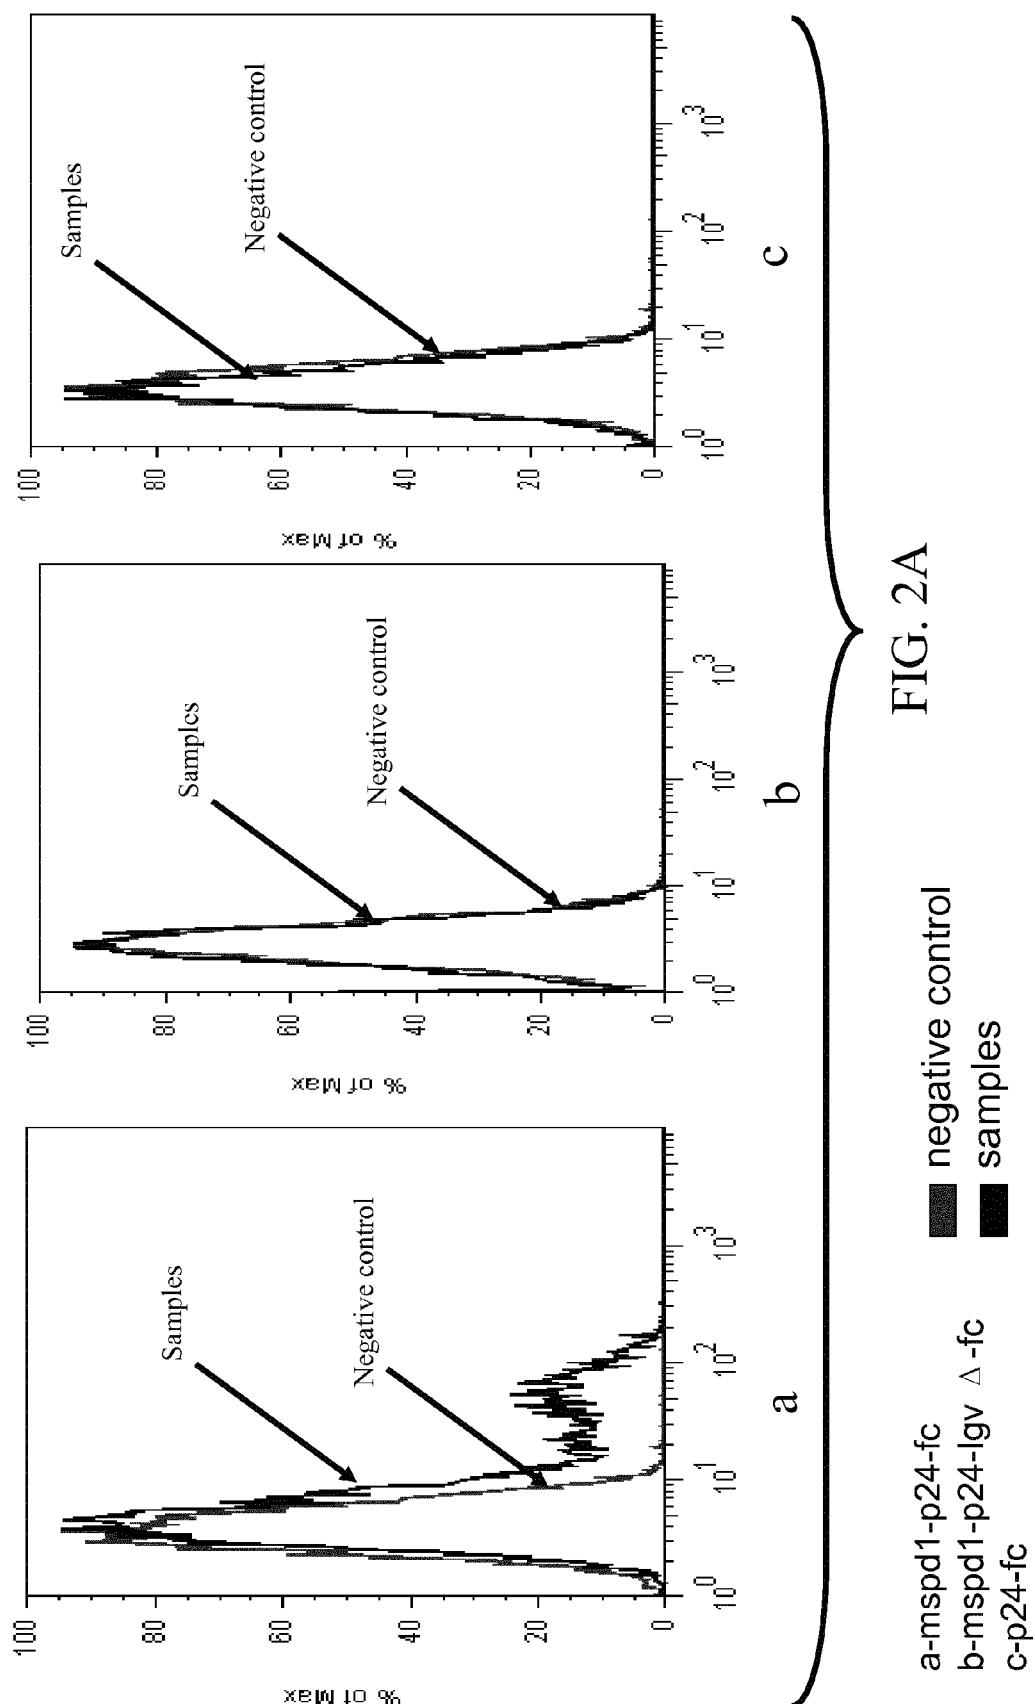 % of Max
100
80
60
40
20
0
10^0
10^1
10^2
10^3
Samples
Negative control
a
% of Max
100
80
60
40
20
0
10^0
10^1
10^2
10^3
Samples
Negative control
b
% of Max
100
80
60
40
20
0
10^0
10^1
10^2
10^3
Samples
Negative control
c
FIG. 2A
a-mspd1-p24-fc
b-mspd1-p24-Igv Δ -fc
c-p24-fc
negative control
samples